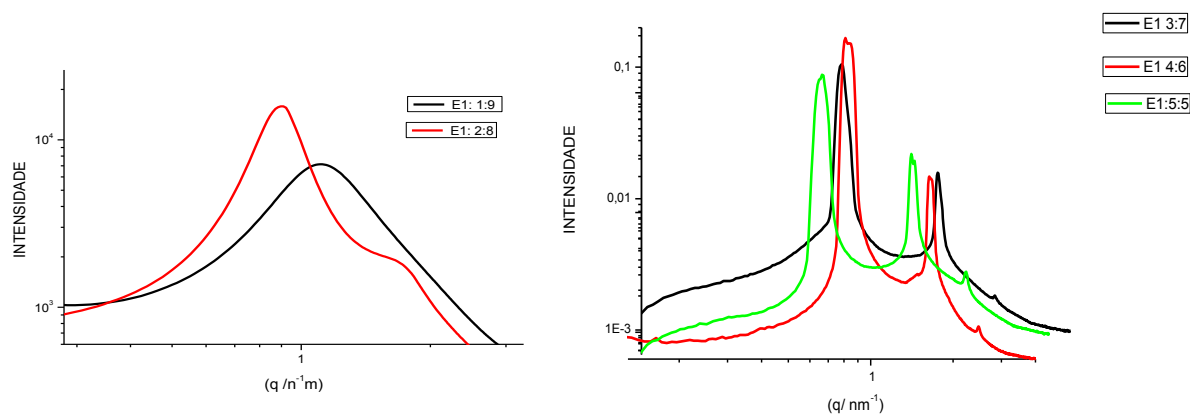 INTENSIDADE
10⁴
10³
1
(q /n⁻¹m)
E1: 1:9
E1: 2:8
INTENSIDADE
0,1
0,01
1E-3
1
(q/ nm⁻¹)
E1 3:7
E1 4:6
E1:5:5